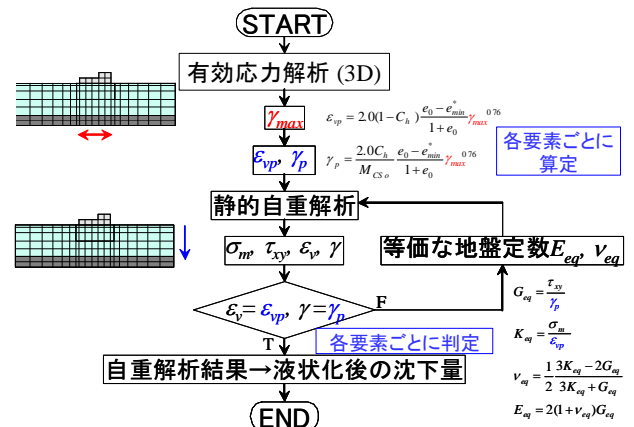 START
有効応力解析 (3D)
γmax
εvp = 2.0(1−Ch) (e0−e*min)/(1+e0) γmax^0.76
εvp, γp
γp = (2.0Ch/MCSo) (e0−e*min)/(1+e0) γmax^0.76
各要素ごとに
算定
静的自重解析
σm, τxy, εv, γ
等価な地盤定数Eeq, νeq
εv=εvp, γ=γp
F
T
各要素ごとに判定
Geq = τxy/γp
Keq = σm/εvp
νeq = 1/2 (3Keq−2Geq)/(3Keq+Geq)
Eeq = 2(1+νeq)Geq
自重解析結果→液状化後の沈下量
END